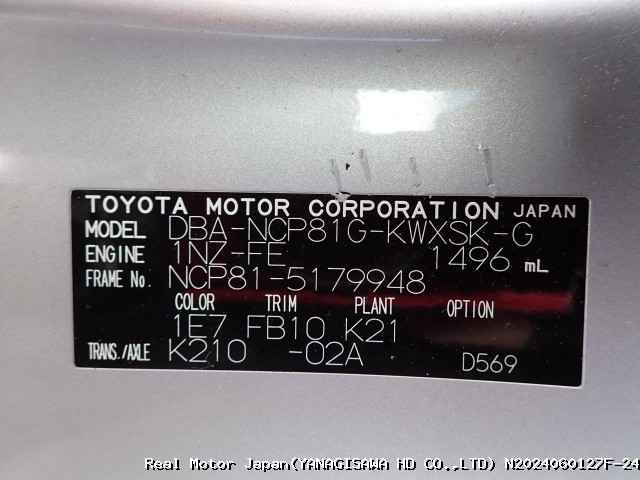 TOYOTA MOTOR CORPORATION JAPAN
MODEL DBA-NCP81G-KWXSK-G
ENGINE 1NZ-FE 1496 mL
FRAME No. NCP81-5179948
COLOR TRIM PLANT OPTION
1E7 FB10 K21
TRANS./AXLE K210 -02A D569
Real Motor Japan(YANAGISAWA HD CO.,LTD) N2024060127F-24